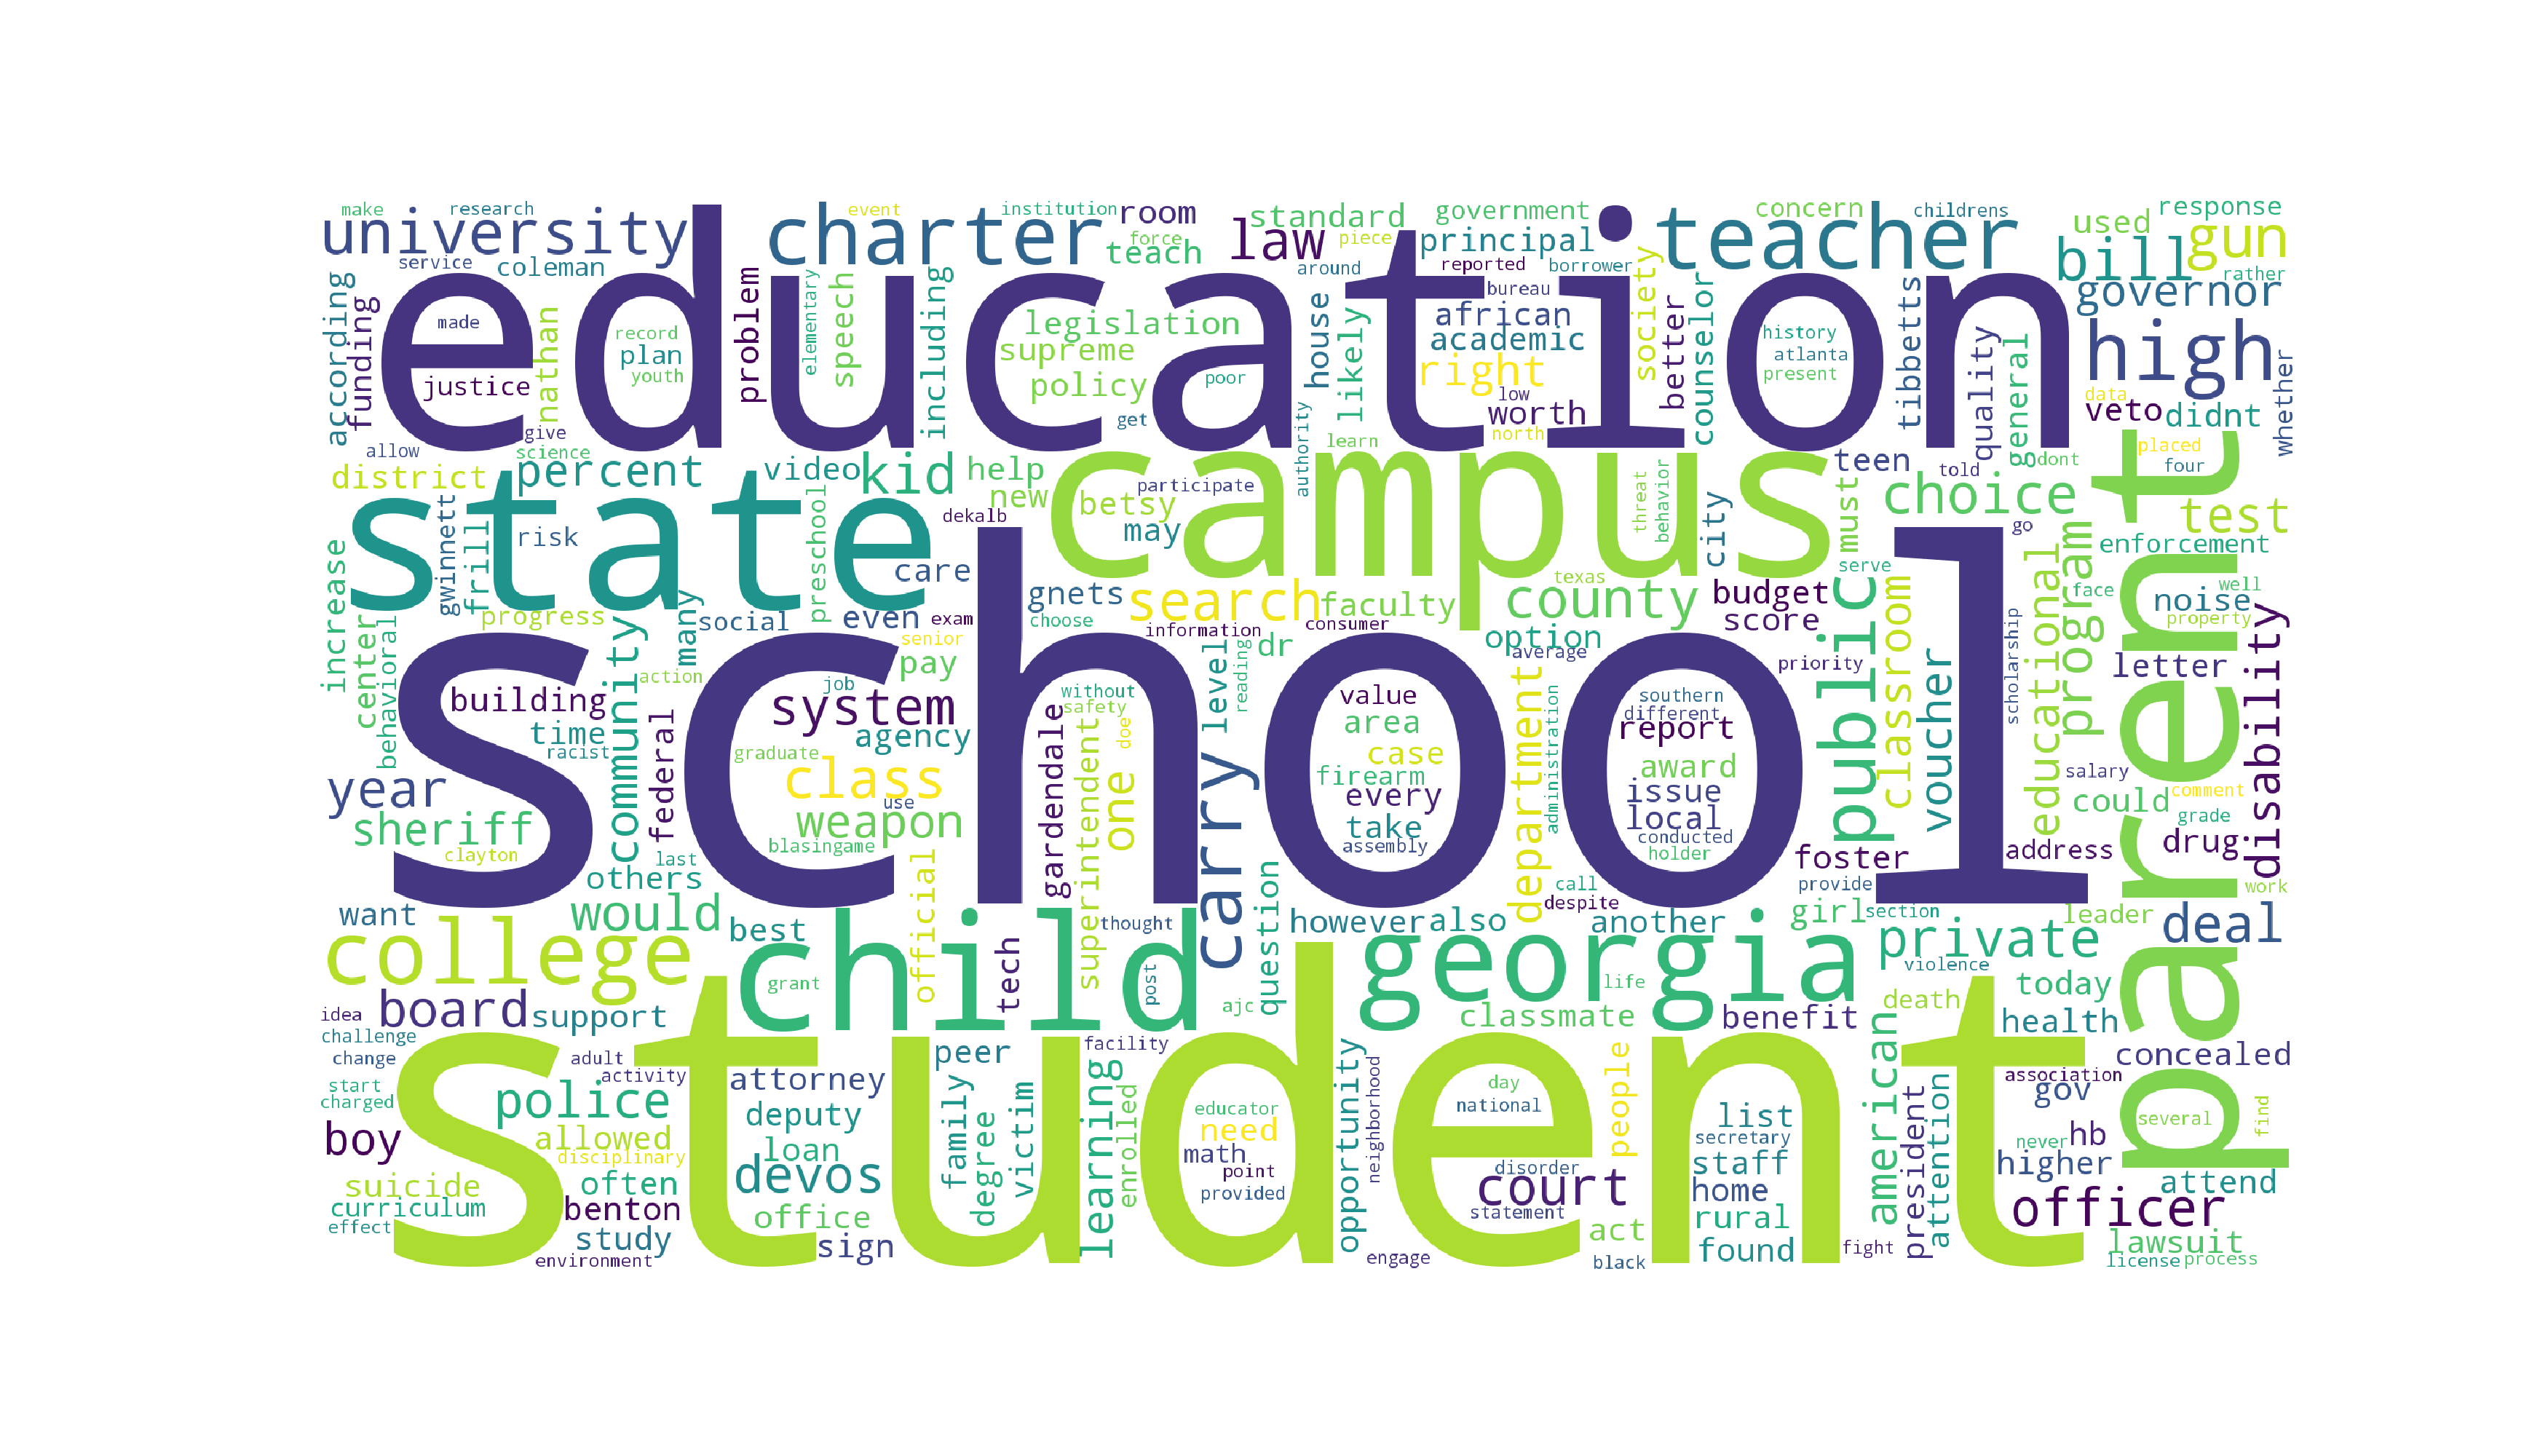 make
research
event
institution
room
standard
government
concern
childrens
used
response
university
charter
force
teach
law
piece
principal
teacher
bill
gun
service
coleman
around
reported
borrower
rather
according
funding
education
problem
elementary
speech
including
bureau
society
better
counselor
governor
made
nathan
record
plan
youth
legislation
supreme
policy
poor
house
likely
african
academic
right
low
worth
history
atlanta
present
tibbetts
quality
general
high
data
veto
didnt
whether
justice
give
science
get
north
allow
district
percent
video
kid
help
new
betsy
may
learn
authority
participate
campus
threat
behavior
city
teen
must
told
dont
placed
four
choice
test
state
gwinnett
frill
risk
preschool
dekalb
care
gnets
choose
search
texas
faculty
county
serve
budget
score
go
enforcement
face
well
noise
property
increase
center
behavioral
progress
community
many
social
even
exam
senior
pay
information
consumer
dr
option
average
priority
public
classroom
voucher
scholarship
educational
program
parent
letter
disability
school
action
building
time
racist
federal
system
job
agency
graduate
class
use
weapon
blasingame
gardendale
superintendent
without
safety
doe
one
level
reading
carry
value
area
case
firearm
every
take
assembly
department
administration
southern
different
report
award
issue
local
conducted
holder
salary
could
comment
grade
drug
address
year
sheriff
clayton
last
others
foster
provide
work
want
would
best
official
tech
thought
question
however
also
call
despite
another
girl
section
leader
deal
college
child
grant
post
ajc
georgia
life
private
violence
today
idea
board
support
classmate
benefit
death
american
health
challenge
change
adult
activity
student
peer
facility
concealed
association
start
charged
police
attorney
deputy
loan
family
degree
victim
learning
enrolled
educator
need
math
point
provided
opportunity
neighborhood
day
national
people
list
secretary
staff
home
rural
found
president
attention
gov
never
hb
several
find
boy
allowed
disciplinary
suicide
often
devos
disorder
court
higher
attend
curriculum
benton
office
statement
act
officer
effect
study
sign
environment
engage
black
fight
lawsuit
license
process